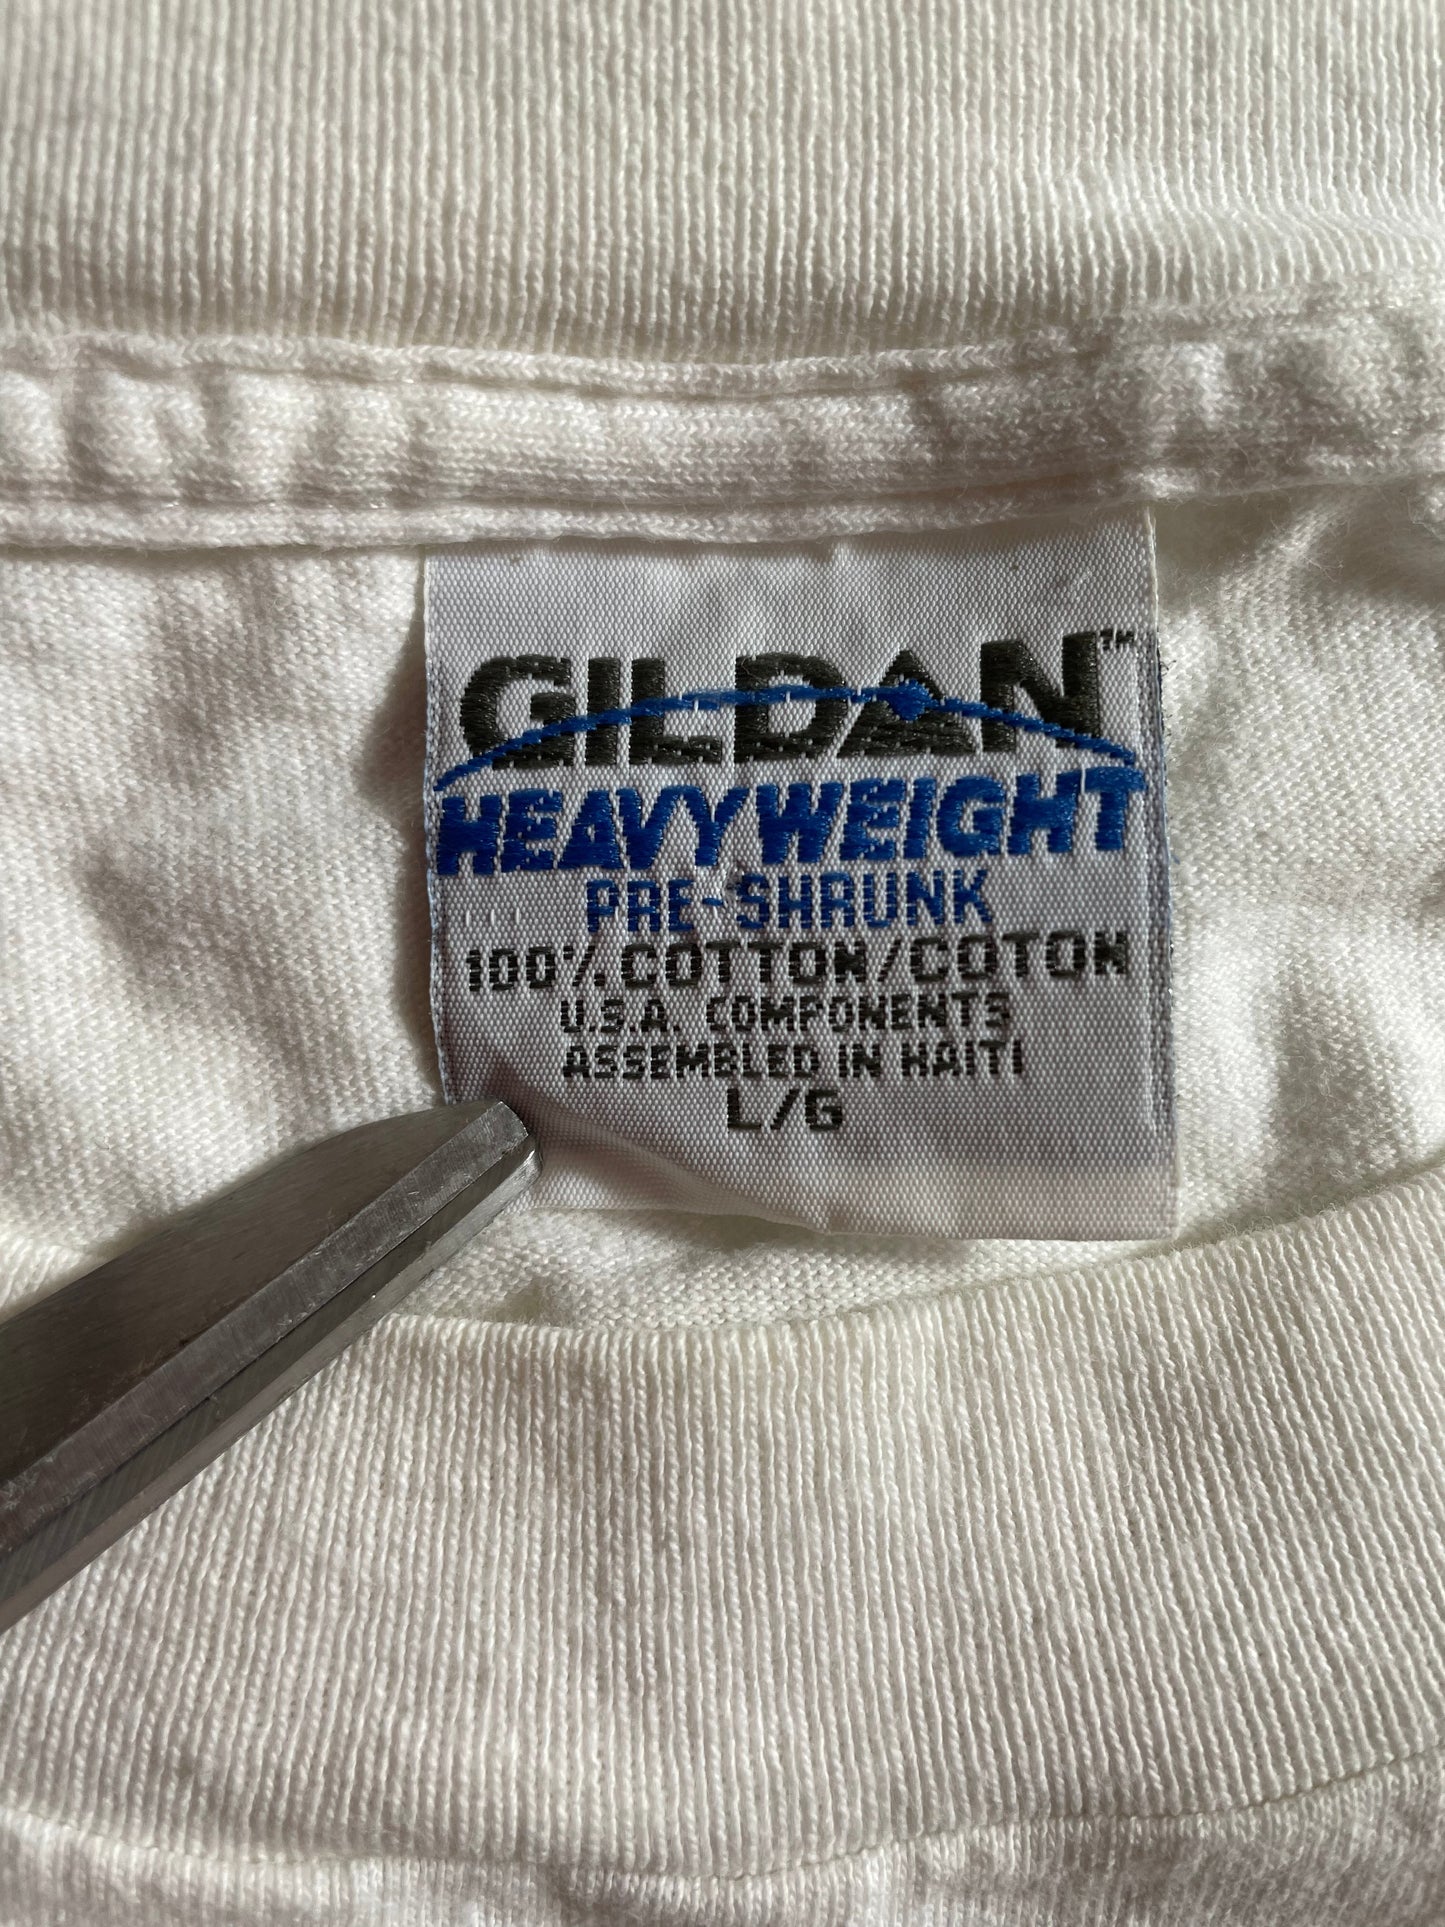 GILDAN™
HEAVYWEIGHT
PRE-SHRUNK
100% COTTON/COTON
U.S.A. COMPONENTS
ASSEMBLED IN HAITI
L/G